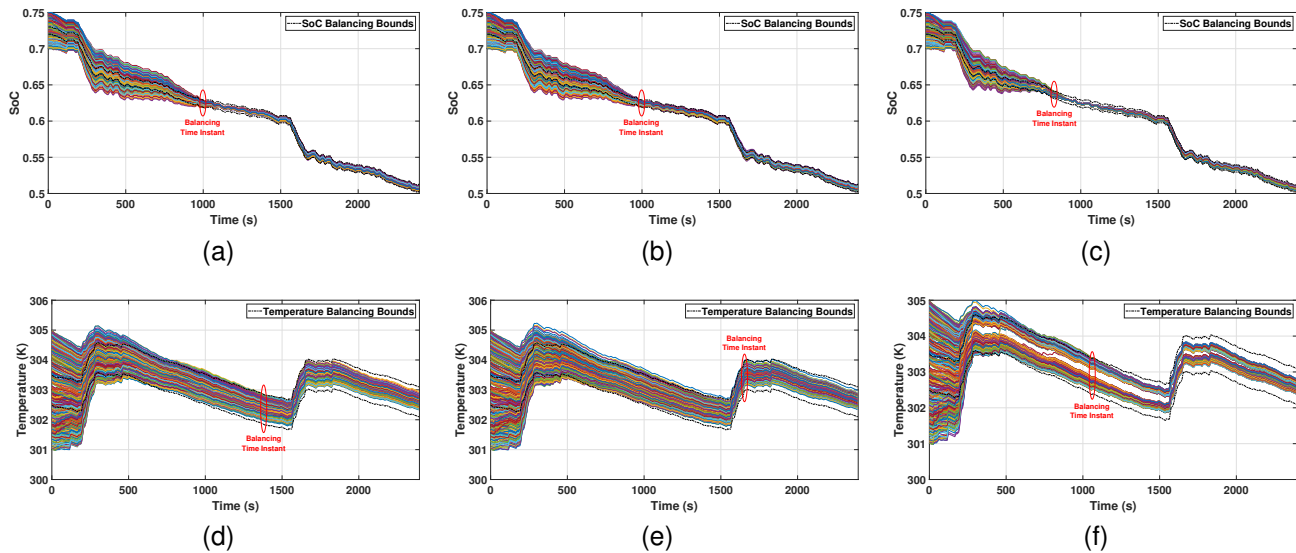 0.75
0.7
0.65
0.6
0.55
0.5
SoC
SoC Balancing Bounds
Balancing
Time Instant
0 500 1000 1500 2000
Time (s)
(a)
0.75
0.7
0.65
0.6
0.55
0.5
SoC
SoC Balancing Bounds
Balancing
Time Instant
0 500 1000 1500 2000
Time (s)
(b)
0.75
0.7
0.65
0.6
0.55
0.5
SoC
SoC Balancing Bounds
Balancing
Time Instant
0 500 1000 1500 2000
Time (s)
(c)
306
305
304
303
302
301
300
Temperature (K)
Temperature Balancing Bounds
Balancing
Time Instant
0 500 1000 1500 2000
Time (s)
(d)
306
305
304
303
302
301
300
Temperature (K)
Temperature Balancing Bounds
Balancing
Time Instant
0 500 1000 1500 2000
Time (s)
(e)
305
304
303
302
301
300
Temperature (K)
Temperature Balancing Bounds
Balancing
Time Instant
0 500 1000 1500 2000
Time (s)
(f)